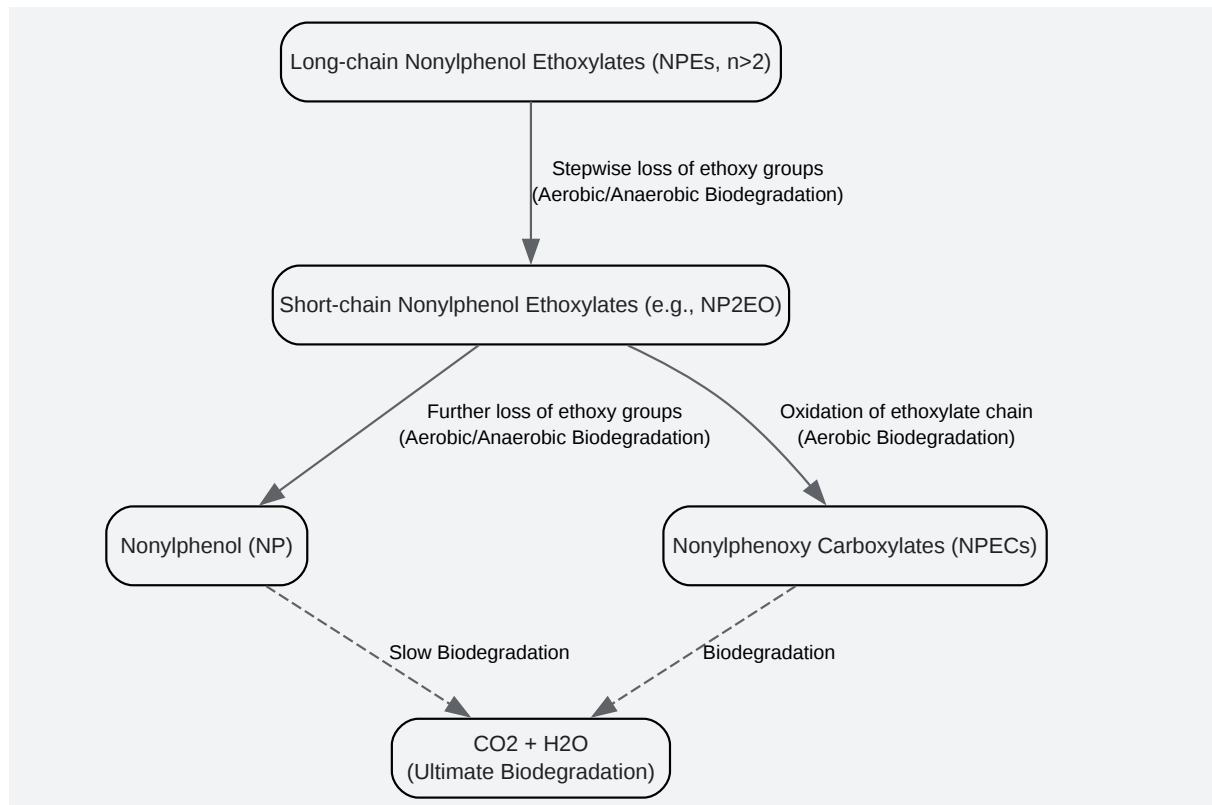 Long-chain Nonylphenol Ethoxylates (NPEs, n>2)
Stepwise loss of ethoxy groups
(Aerobic/Anaerobic Biodegradation)
Short-chain Nonylphenol Ethoxylates (e.g., NP2EO)
Further loss of ethoxy groups
(Aerobic/Anaerobic Biodegradation)
Oxidation of ethoxylate chain
(Aerobic Biodegradation)
Nonylphenol (NP)
Nonylphenoxy Carboxylates (NPECs)
Slow Biodegradation
Biodegradation
CO2 + H2O
(Ultimate Biodegradation)